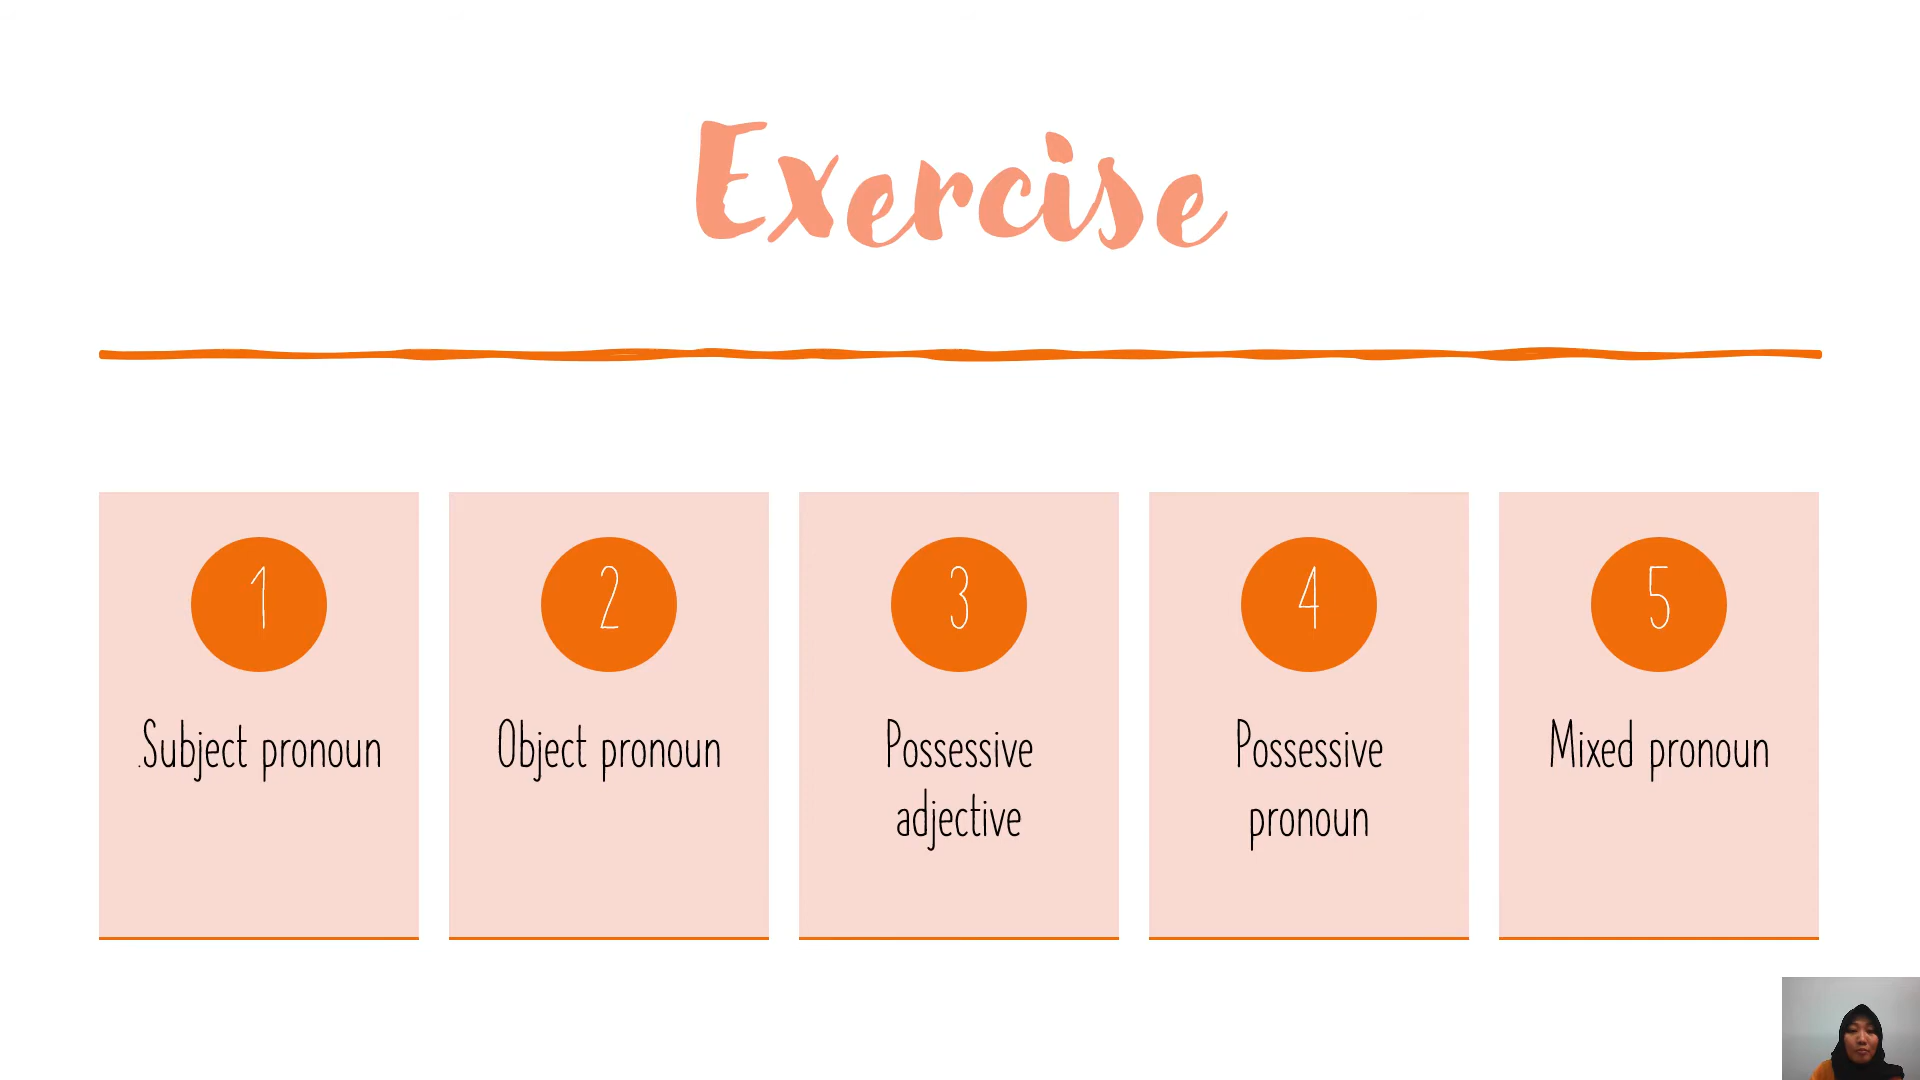 Exercise
1
Subject pronoun
2
Object pronoun
3
Possessive
adjective
4
Possessive
pronoun
5
Mixed pronoun